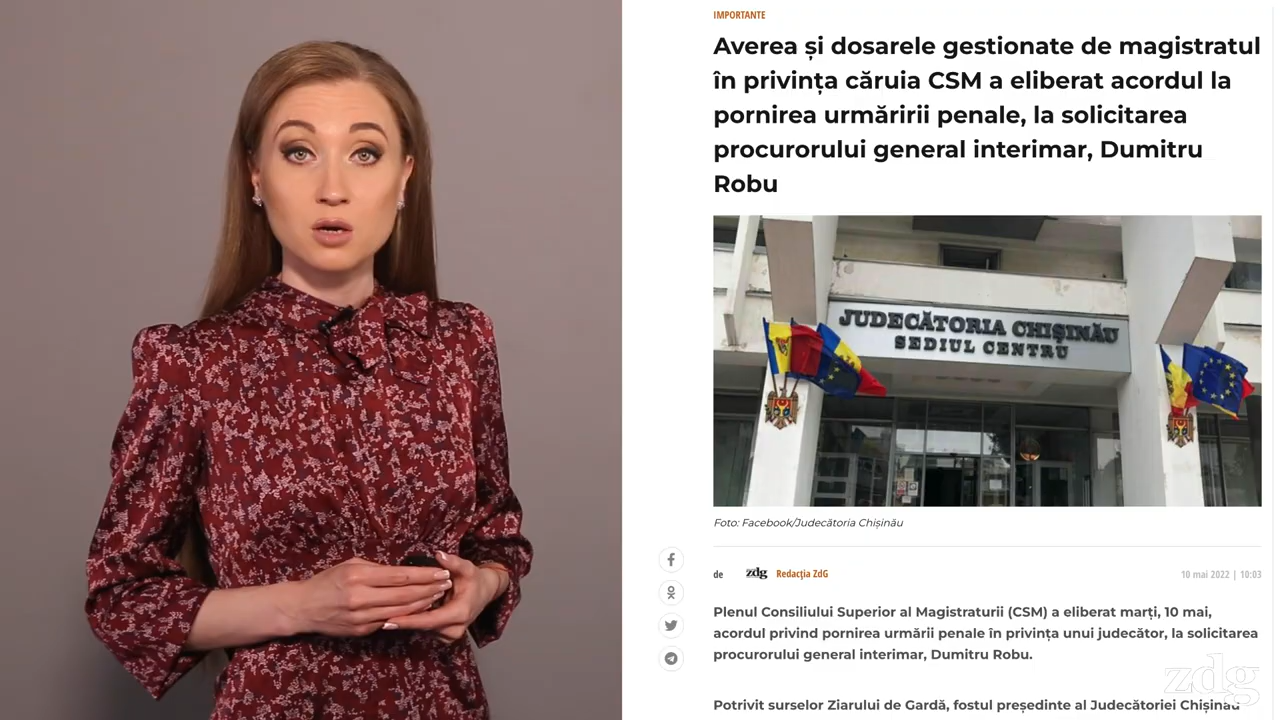 IMPORTANTE
Averea și dosarele gestionate de magistratul
în privința căruia CSM a eliberat acordul la
pornirea urmăririi penale, la solicitarea
procurorului general interimar, Dumitru
Robu
JUDECĂTORIA CHIȘINĂU
SEDIUL CENTRU
Foto: Facebook/Judecătoria Chișinău
de zdg Redacția ZdG
10 mai 2022 | 10:03
Plenul Consiliului Superior al Magistraturii (CSM) a eliberat marți, 10 mai,
acordul privind pornirea urmării penale în privința unui judecător, la solicitarea
procurorului general interimar, Dumitru Robu.
Potrivit surselor Ziarului de Gardă, fostul președinte al Judecătoriei Chișinău
zdg